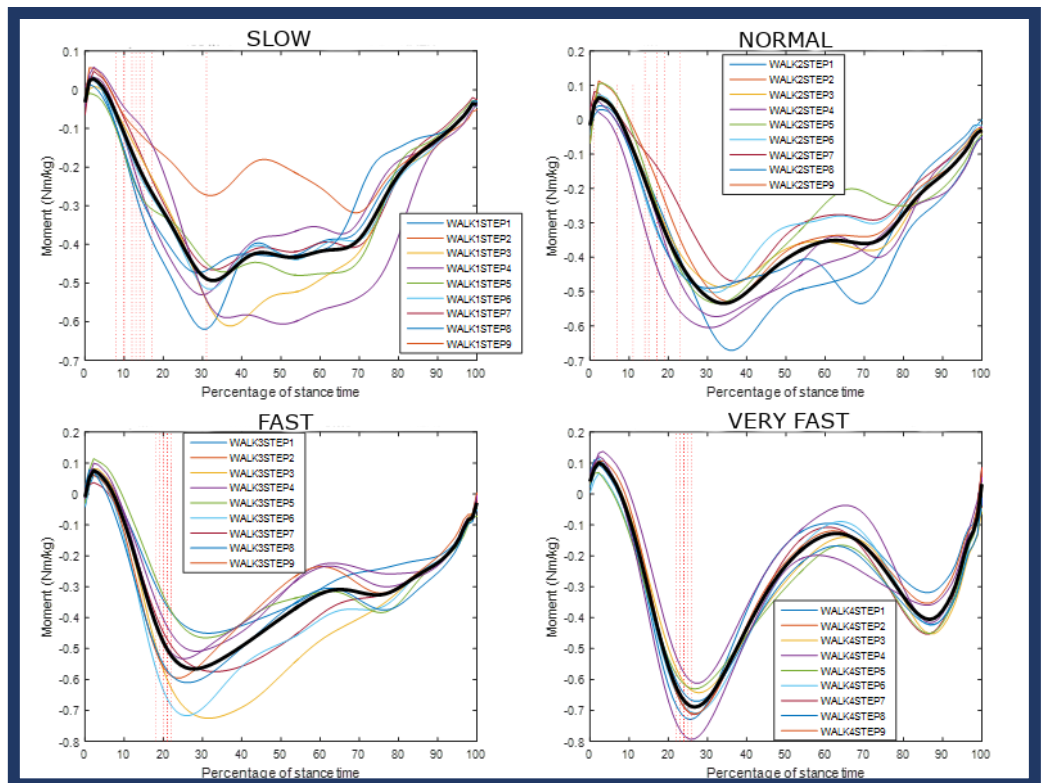 SLOW
0.1
0
-0.1
-0.2
-0.3
-0.4
-0.5
-0.6
-0.7
Moment (Nm/kg)
WALK1STEP1
WALK1STEP2
WALK1STEP3
WALK1STEP4
WALK1STEP5
WALK1STEP6
WALK1STEP7
WALK1STEP8
WALK1STEP9
0 10 20 30 40 50 60 70 80 90 100
Percentage of stance time
NORMAL
0.2
0.1
0
-0.1
-0.2
-0.3
-0.4
-0.5
-0.6
-0.7
Moment (Nm/kg)
WALK2STEP1
WALK2STEP2
WALK2STEP3
WALK2STEP4
WALK2STEP5
WALK2STEP6
WALK2STEP7
WALK2STEP8
WALK2STEP9
0 10 20 30 40 50 60 70 80 90 100
Percentage of stance time
FAST
0.2
0.1
0
-0.1
-0.2
-0.3
-0.4
-0.5
-0.6
-0.7
-0.8
Moment (Nm/kg)
WALK3STEP1
WALK3STEP2
WALK3STEP3
WALK3STEP4
WALK3STEP5
WALK3STEP6
WALK3STEP7
WALK3STEP8
WALK3STEP9
0 10 20 30 40 50 60 70 80 90 100
Percentage of stance time
VERY FAST
0.2
0.1
0
-0.1
-0.2
-0.3
-0.4
-0.5
-0.6
-0.7
-0.8
Moment (Nm/kg)
WALK4STEP1
WALK4STEP2
WALK4STEP3
WALK4STEP4
WALK4STEP5
WALK4STEP6
WALK4STEP7
WALK4STEP8
WALK4STEP9
0 10 20 30 40 50 60 70 80 90 100
Percentage of stance time